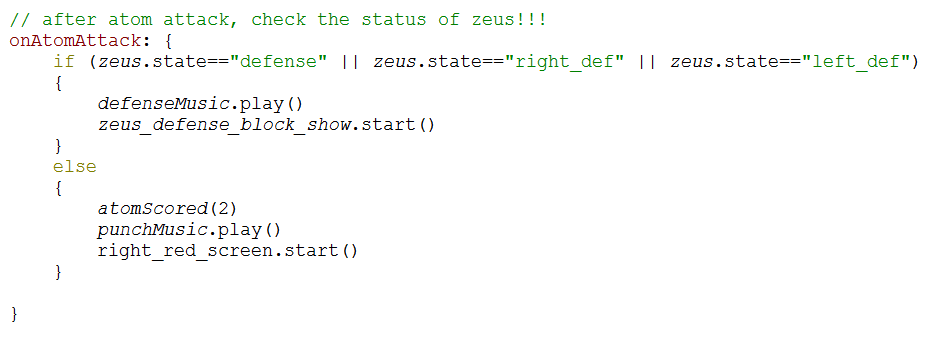 // after atom attack, check the status of zeus!!!
onAtomAttack: {
    if (zeus.state=="defense" || zeus.state=="right_def" || zeus.state=="left_def")
    {
        defenseMusic.play()
        zeus_defense_block_show.start()
    }
    else
    {
        atomScored(2)
        punchMusic.play()
        right_red_screen.start()
    }

}